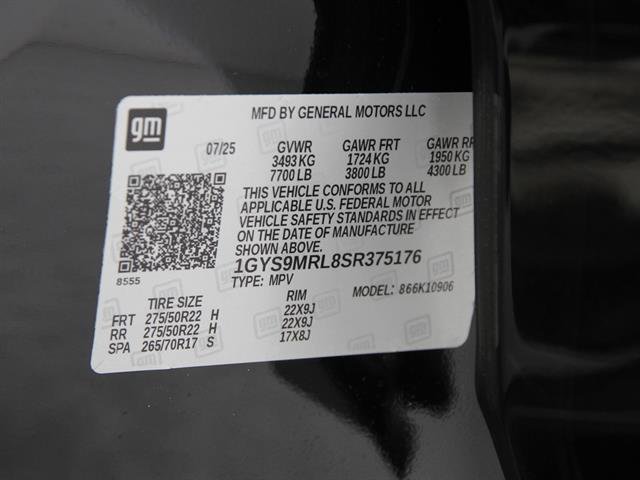 gm
MFD BY GENERAL MOTORS LLC
07/25 GVWR GAWR FRT GAWR RR
3493 KG 1724 KG 1950 KG
7700 LB 3800 LB 4300 LB
THIS VEHICLE CONFORMS TO ALL
APPLICABLE U.S. FEDERAL MOTOR
VEHICLE SAFETY STANDARDS IN EFFECT
ON THE DATE OF MANUFACTURE
SHOWN ABOVE.
8555
1GYS9MRL8SR375176
TYPE: MPV MODEL: 866K10906
TIRE SIZE RIM
FRT 275/50R22 H 22X9J
RR 275/50R22 H 22X9J
SPA 265/70R17 S 17X8J